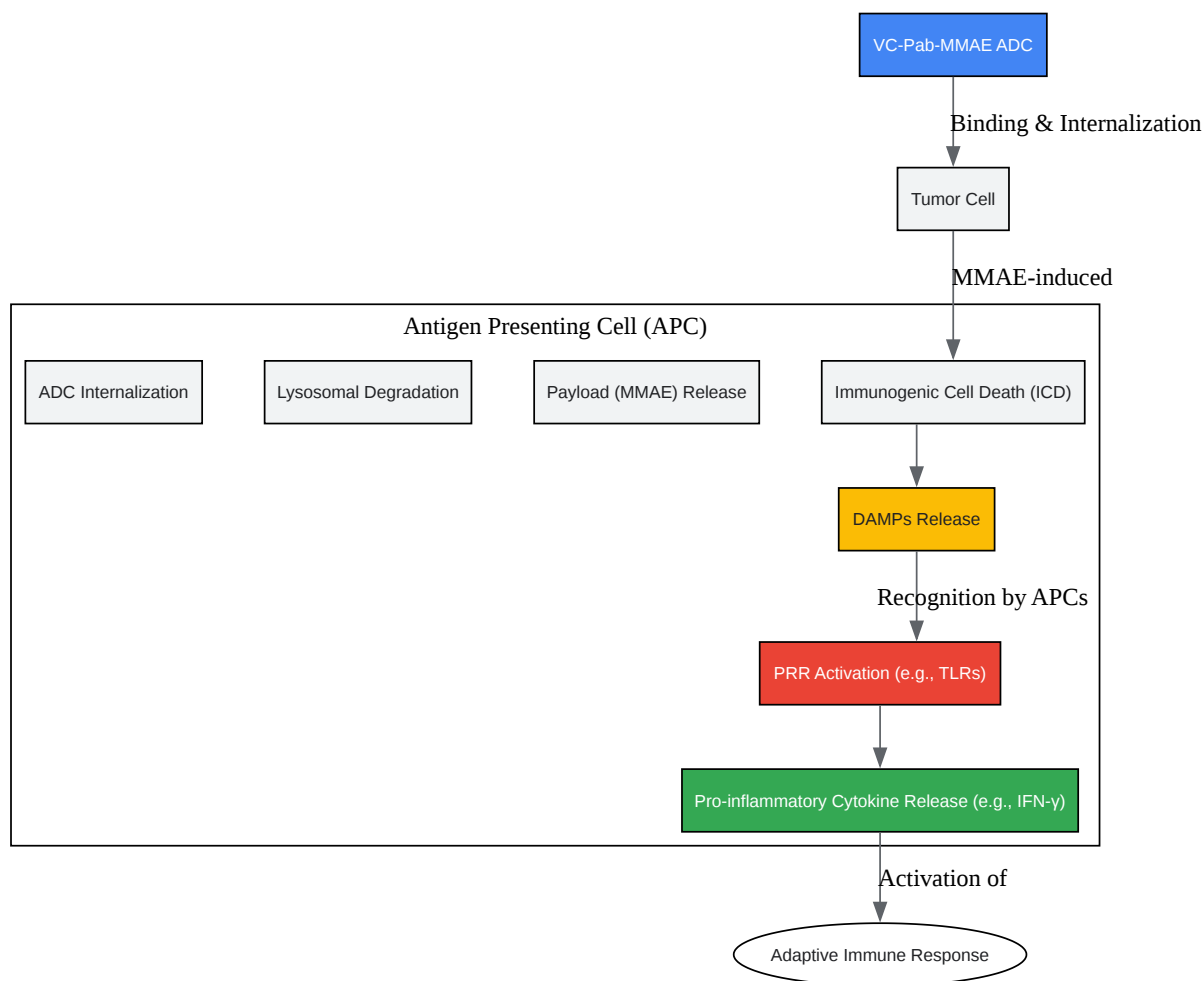 VC-Pab-MMAE ADC
Binding & Internalization
Tumor Cell
MMAE-induced
Antigen Presenting Cell (APC)
ADC Internalization
Lysosomal Degradation
Payload (MMAE) Release
Immunogenic Cell Death (ICD)
DAMPs Release
Recognition by APCs
PRR Activation (e.g., TLRs)
Pro-inflammatory Cytokine Release (e.g., IFN-γ)
Activation of
Adaptive Immune Response